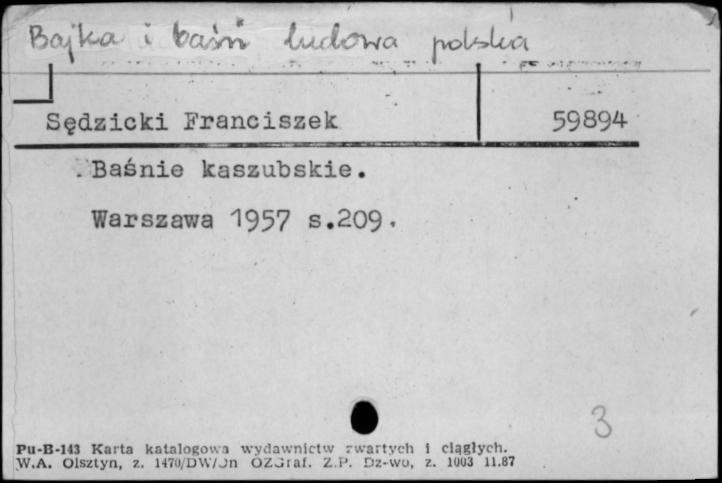 Bajka i baśń ludowa polska
Sędzicki Franciszek 59894
Baśnie kaszubskie.
Warszawa 1957 s.209.
3
Pu-B-143 Karta katalogowa wydawnictw zwartych i ciągłych.
W.A. Olsztyn, z. 1470/DW/Jn OZGraf. Z.P. Dz-wo, z. 1003 11.87